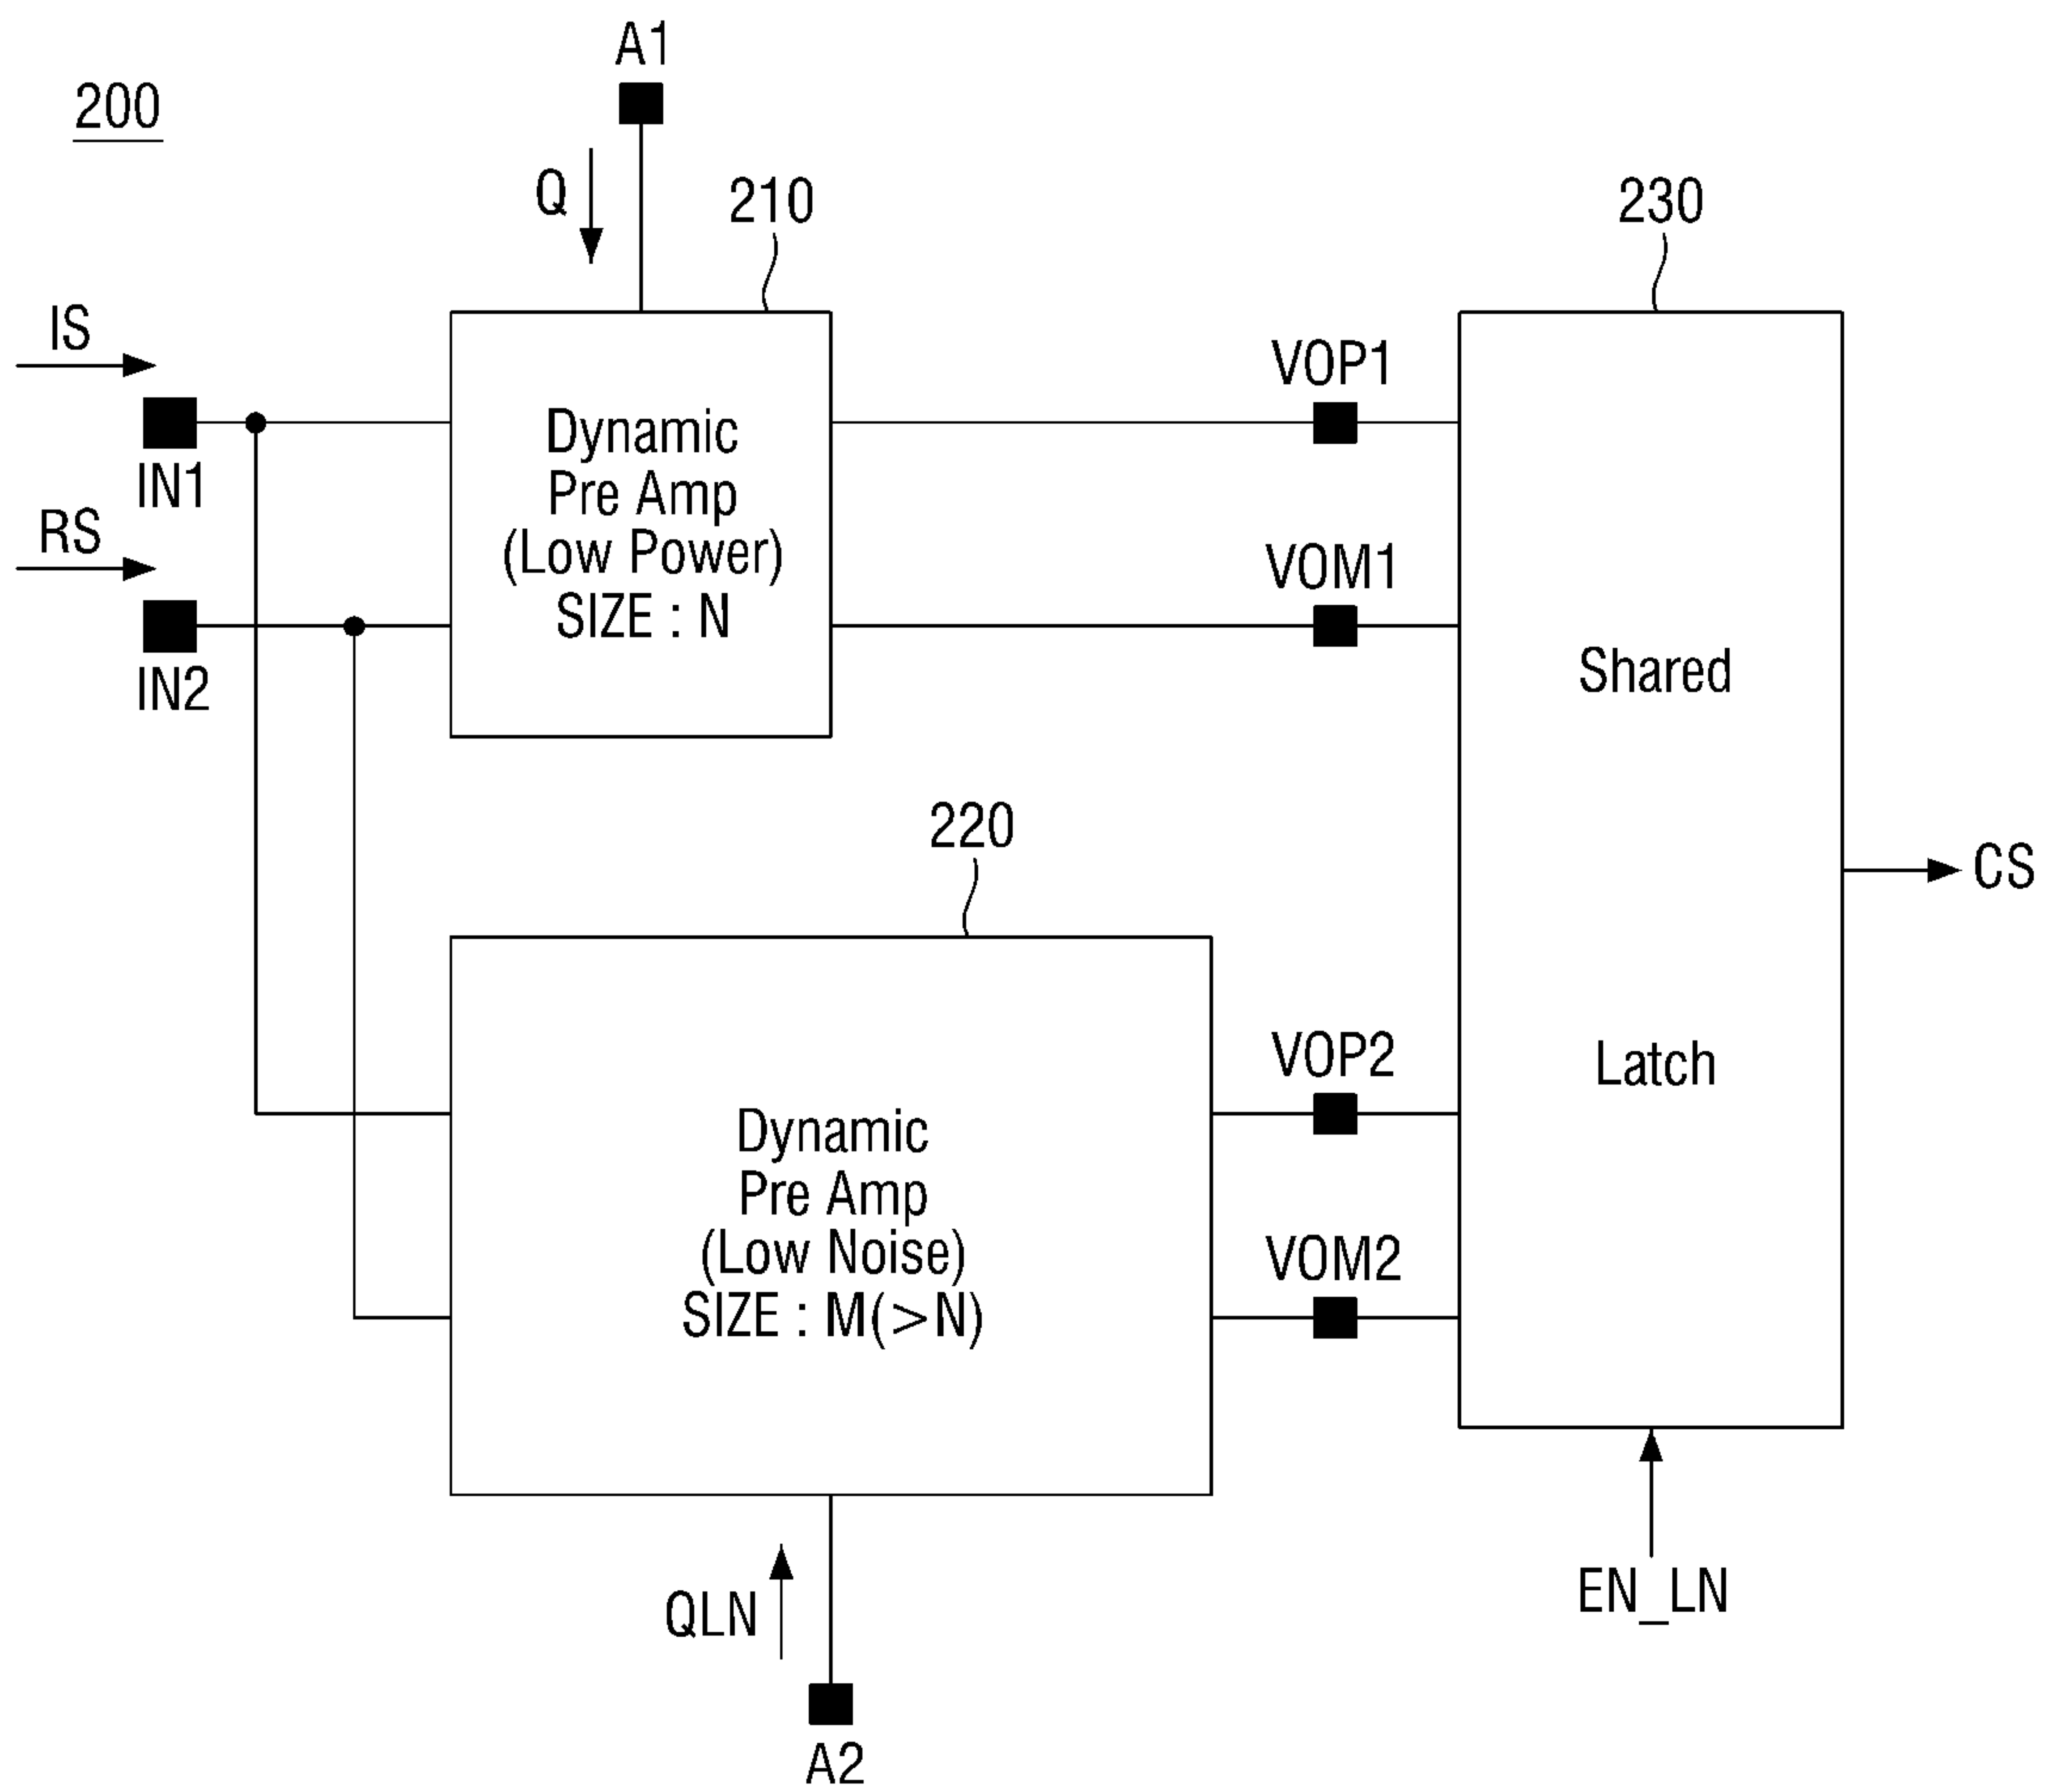 200
A1
Q
210
230
IS
IN1
RS
IN2
Dynamic
Pre Amp
(Low Power)
SIZE : N
VOP1
VOM1
Shared
Latch
220
CS
Dynamic
Pre Amp
(Low Noise)
SIZE : M(>N)
VOP2
VOM2
QLN
A2
EN_LN